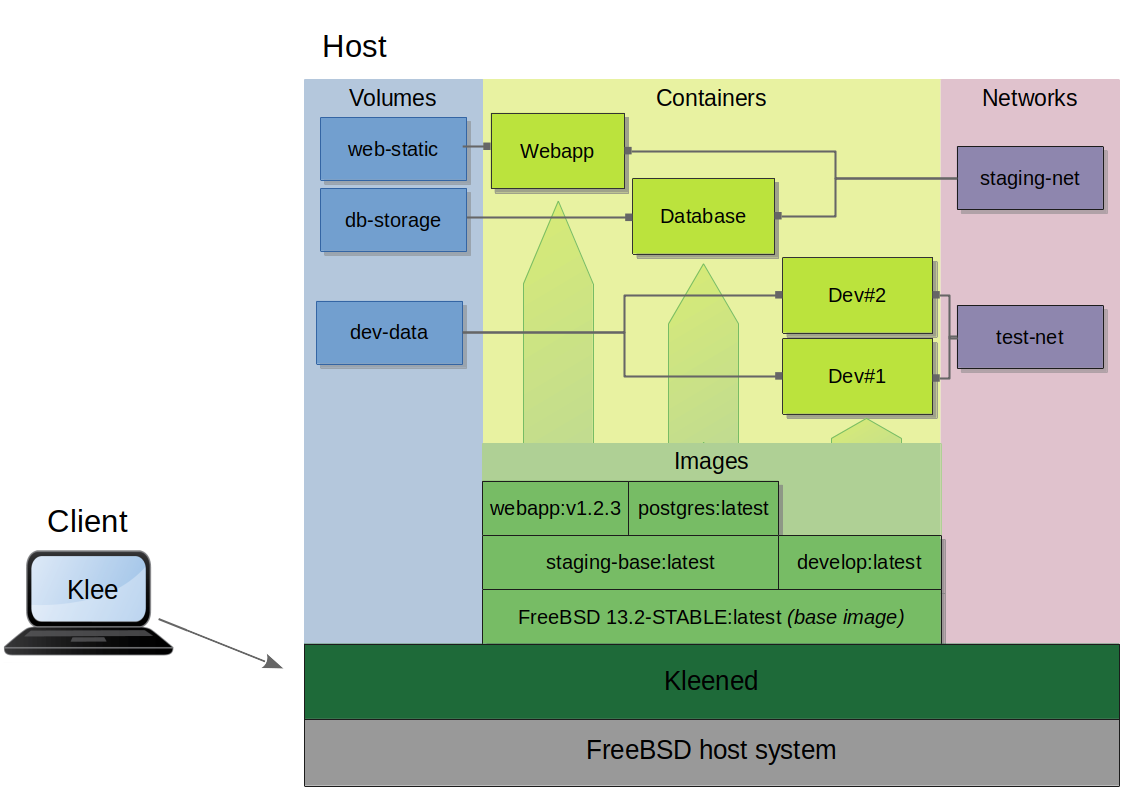 Host
Volumes
Containers
Networks
web-static
Webapp
staging-net
db-storage
Database
Dev#2
dev-data
test-net
Dev#1
Images
webapp:v1.2.3
postgres:latest
staging-base:latest
develop:latest
FreeBSD 13.2-STABLE:latest (base image)
Client
Klee
Kleened
FreeBSD host system